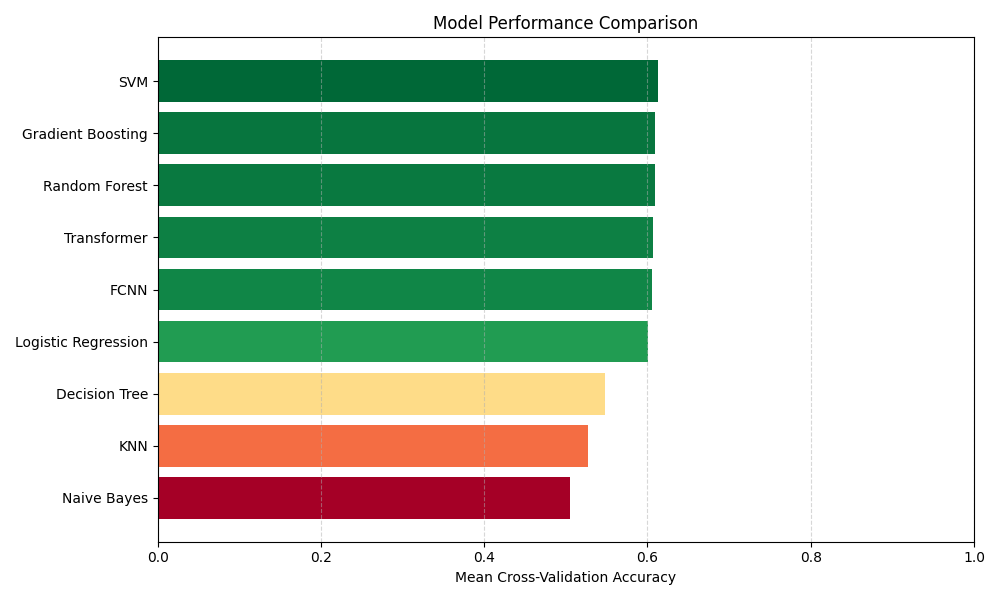 Model Performance Comparison
SVM
Gradient Boosting
Random Forest
Transformer
FCNN
Logistic Regression
Decision Tree
KNN
Naive Bayes
0.0 0.2 0.4 0.6 0.8 1.0
Mean Cross-Validation Accuracy